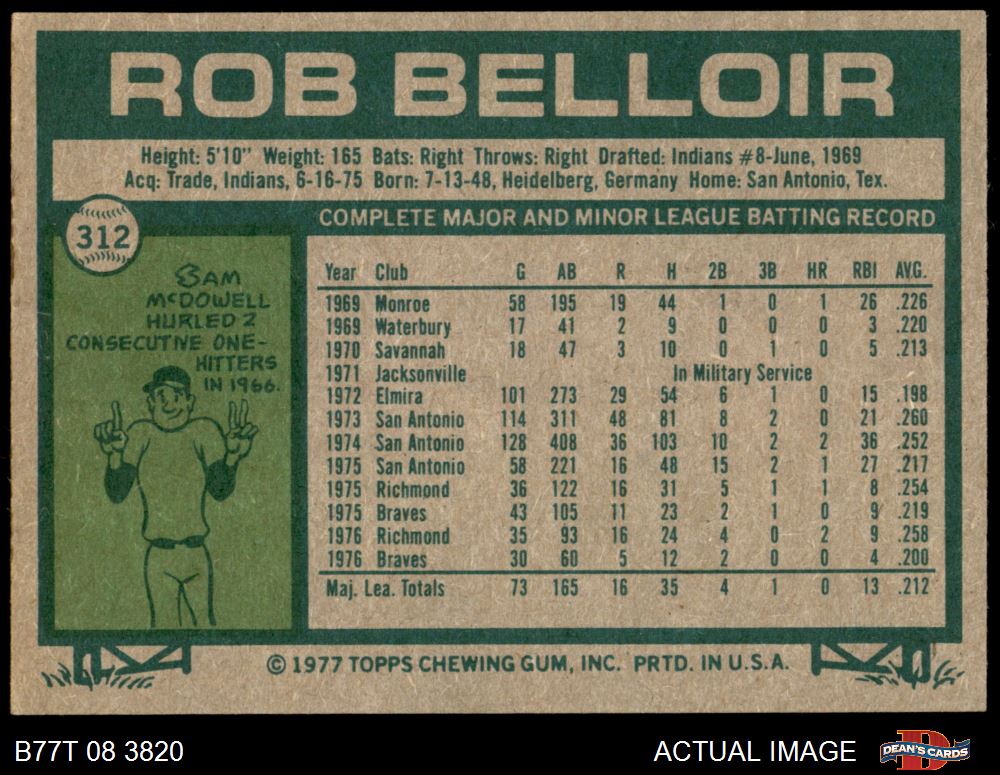 ROB BELLOIR
Height: 5'10" Weight: 165 Bats: Right Throws: Right Drafted: Indians #8-June, 1969
Acq: Trade, Indians, 6-16-75 Born: 7-13-48, Heidelberg, Germany Home: San Antonio, Tex.
312
SAM
McDOWELL
HURLED 2
CONSECUTIVE ONE-
HITTERS
IN 1966.
COMPLETE MAJOR AND MINOR LEAGUE BATTING RECORD
Year Club G AB R H 2B 3B HR RBI AVG.
1969 Monroe 58 195 19 44 1 0 1 26 .226
1969 Waterbury 17 41 2 9 0 0 0 3 .220
1970 Savannah 18 47 3 10 0 1 0 5 .213
1971 Jacksonville In Military Service
1972 Elmira 101 273 29 54 6 1 0 15 .198
1973 San Antonio 114 311 48 81 8 2 0 21 .260
1974 San Antonio 128 408 36 103 10 2 2 36 .252
1975 San Antonio 58 221 16 48 15 2 1 27 .217
1975 Richmond 36 122 16 31 5 1 1 8 .254
1975 Braves 43 105 11 23 2 1 0 9 .219
1976 Richmond 35 93 16 24 4 0 2 9 .258
1976 Braves 30 60 5 12 2 0 0 4 .200
Maj. Lea. Totals 73 165 16 35 4 1 0 13 .212
© 1977 TOPPS CHEWING GUM, INC. PRTD. IN U.S.A.
B77T 08 3820
ACTUAL IMAGE
DEAN'S CARDS